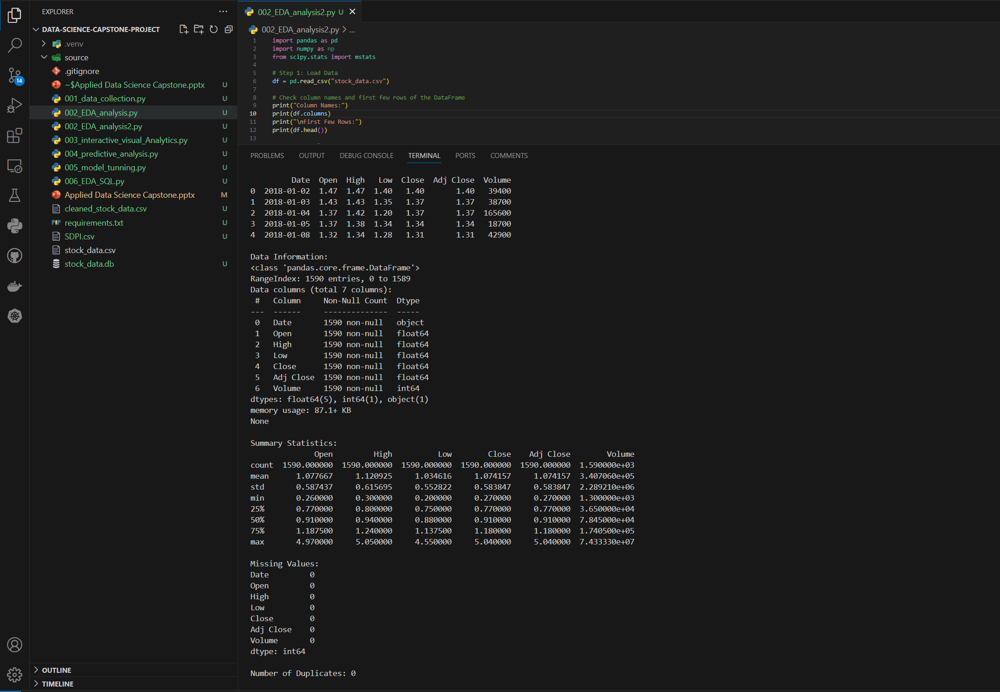 EXPLORER
DATA-SCIENCE-CAPSTONE-PROJECT
.venv
source
.gitignore
~$Applied Data Science Capstone.pptx U
001_data_collection.py U
002_EDA_analysis.py U
002_EDA_analysis2.py U
003_interactive_visual_Analytics.py U
004_predictive_analysis.py U
005_model_tunning.py U
006_EDA_SQL.py U
Applied Data Science Capstone.pptx M
cleaned_stock_data.csv U
requirements.txt U
SDPI.csv U
stock_data.csv
stock_data.db U
14
OUTLINE
TIMELINE
002_EDA_analysis2.py U
002_EDA_analysis2.py > ...
1 import pandas as pd
2 import numpy as np
3 from scipy.stats import mstats
4
5 # Step 1: Load Data
6 df = pd.read_csv("stock_data.csv")
7
8 # Check column names and first few rows of the DataFrame
9 print("Column Names:")
10 print(df.columns)
11 print("\nFirst Few Rows:")
12 print(df.head())
13
PROBLEMS OUTPUT DEBUG CONSOLE TERMINAL PORTS COMMENTS
Date Open High Low Close Adj Close Volume
0 2018-01-02 1.47 1.47 1.40 1.40 1.40 39400
1 2018-01-03 1.43 1.43 1.35 1.37 1.37 38700
2 2018-01-04 1.37 1.42 1.20 1.37 1.37 165600
3 2018-01-05 1.37 1.38 1.34 1.34 1.34 18700
4 2018-01-08 1.32 1.34 1.28 1.31 1.31 42900
Data Information:
<class 'pandas.core.frame.DataFrame'>
RangeIndex: 1590 entries, 0 to 1589
Data columns (total 7 columns):
# Column Non-Null Count Dtype
--- ------ -------------- -----
0 Date 1590 non-null object
1 Open 1590 non-null float64
2 High 1590 non-null float64
3 Low 1590 non-null float64
4 Close 1590 non-null float64
5 Adj Close 1590 non-null float64
6 Volume 1590 non-null int64
dtypes: float64(5), int64(1), object(1)
memory usage: 87.1+ KB
None
Summary Statistics:
Open High Low Close Adj Close Volume
count 1590.000000 1590.000000 1590.000000 1590.000000 1590.000000 1.590000e+03
mean 1.077667 1.120925 1.034616 1.074157 1.074157 3.407060e+05
std 0.587437 0.615695 0.552822 0.583847 0.583847 2.289210e+06
min 0.260000 0.300000 0.200000 0.270000 0.270000 1.300000e+03
25% 0.770000 0.800000 0.750000 0.770000 0.770000 3.650000e+04
50% 0.910000 0.940000 0.880000 0.910000 0.910000 7.845000e+04
75% 1.187500 1.240000 1.137500 1.180000 1.180000 1.740500e+05
max 4.970000 5.050000 4.550000 5.040000 5.040000 7.433330e+07
Missing Values:
Date 0
Open 0
High 0
Low 0
Close 0
Adj Close 0
Volume 0
dtype: int64
Number of Duplicates: 0